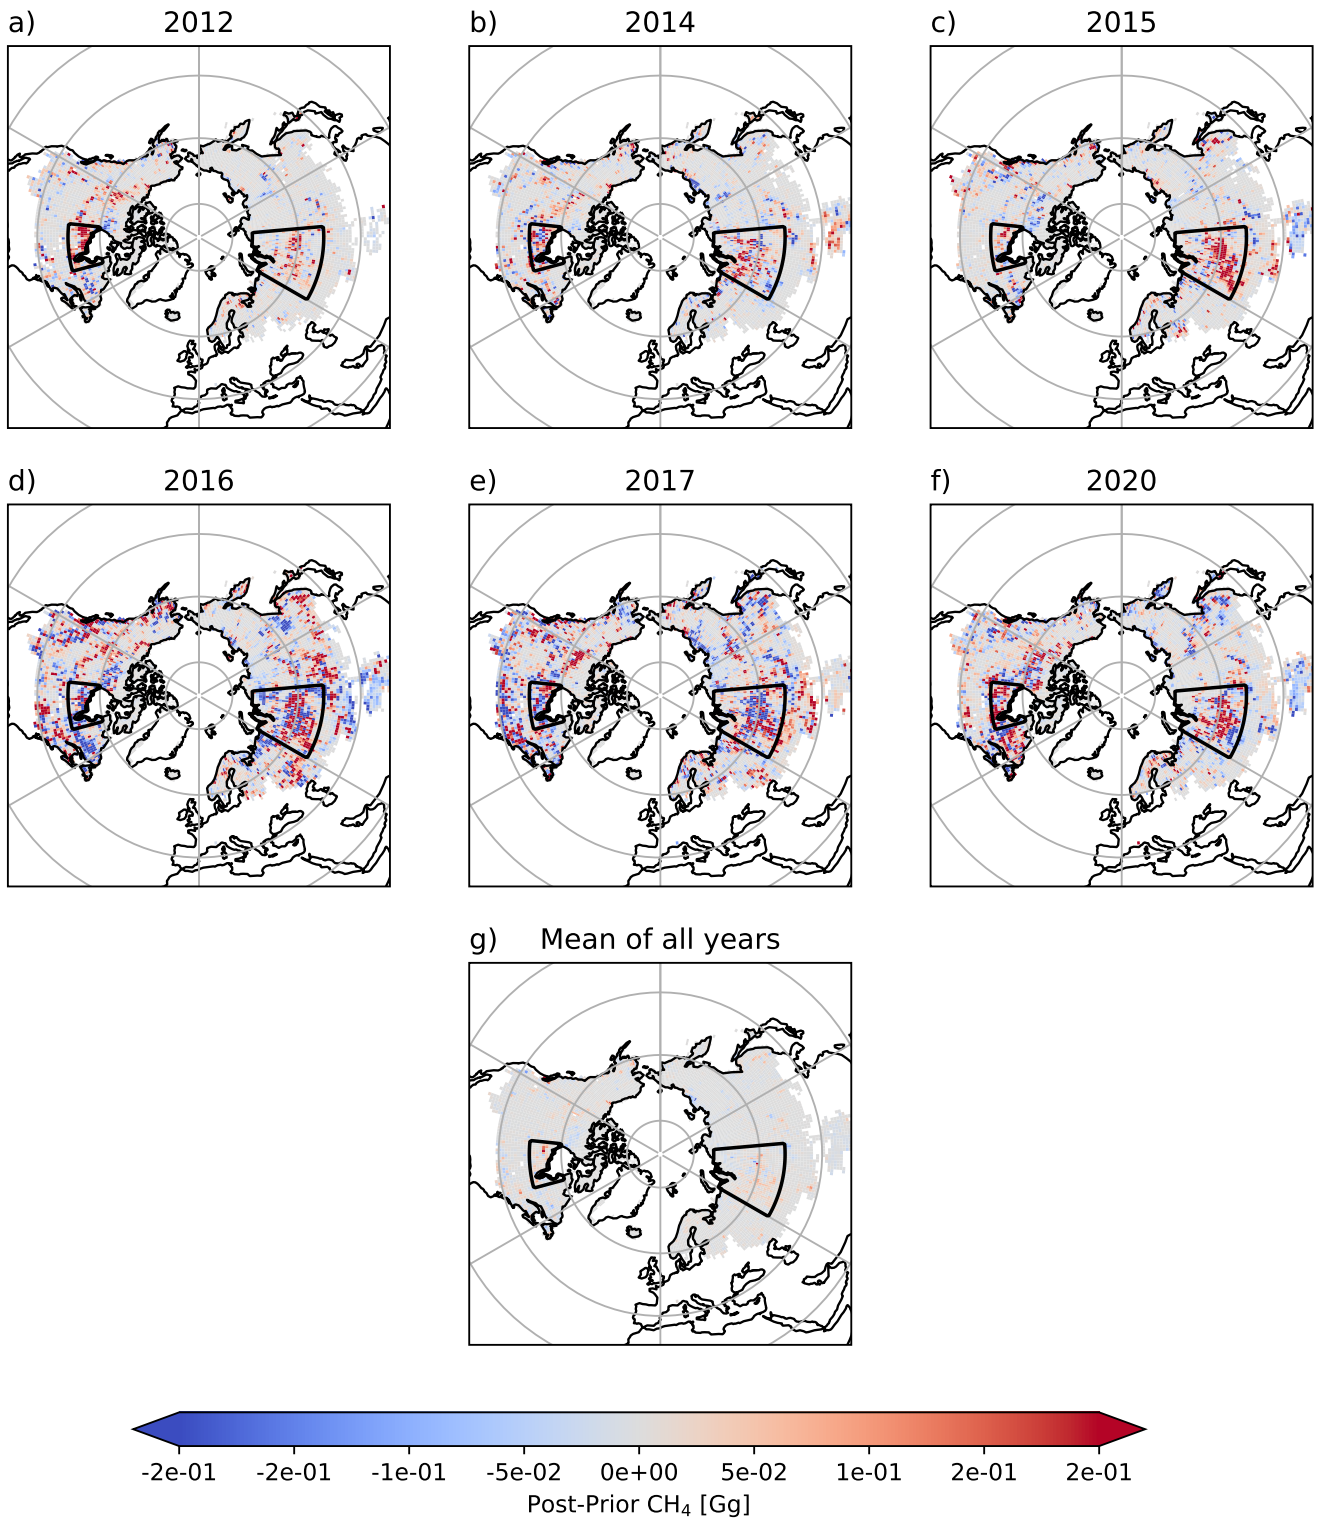 a) 2012
b) 2014
c) 2015
d) 2016
e) 2017
f) 2020
g) Mean of all years
-2e-01 -2e-01 -1e-01 -5e-02 0e+00 5e-02 1e-01 2e-01 2e-01
Post-Prior CH₄ [Gg]